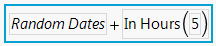 Random Dates + In Hours(5)